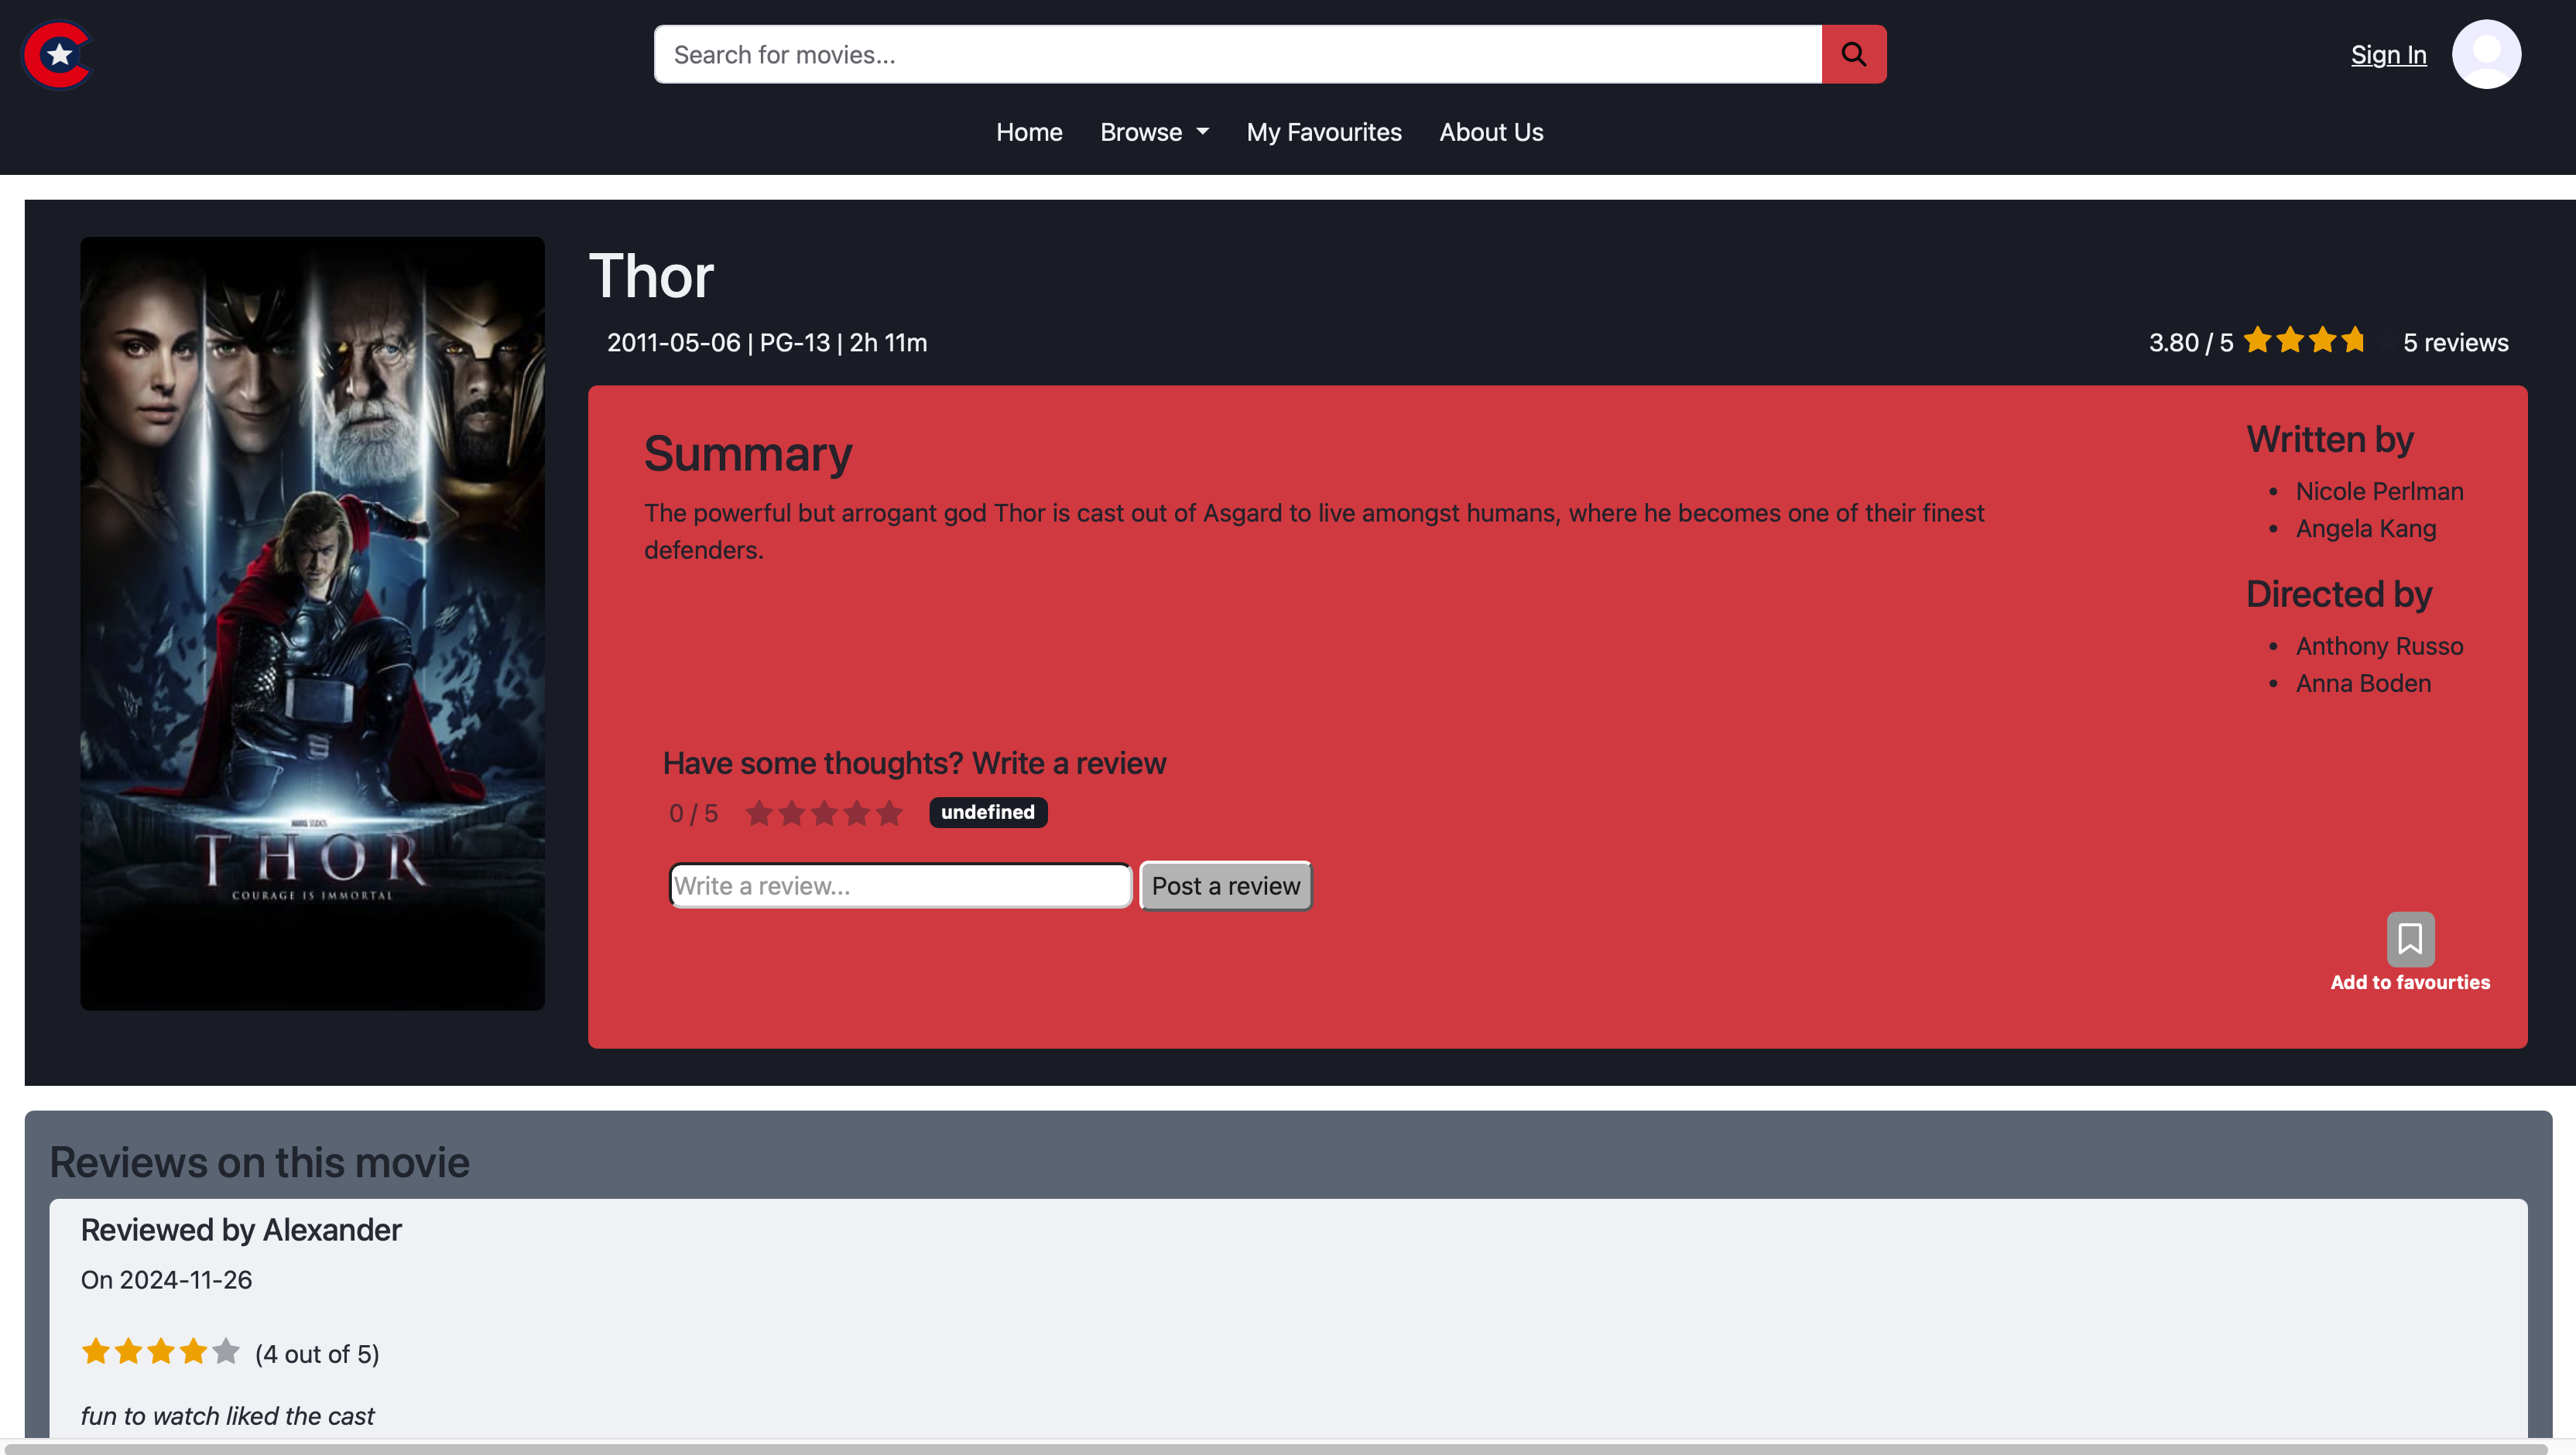 Search for movies...
Sign In
Home Browse My Favourites About Us
Thor
2011-05-06 | PG-13 | 2h 11m
3.80 / 5 5 reviews
MARVEL STUDIOS
THOR
COURAGE IS IMMORTAL
Summary
The powerful but arrogant god Thor is cast out of Asgard to live amongst humans, where he becomes one of their finest
defenders.
Written by
• Nicole Perlman
• Angela Kang
Directed by
• Anthony Russo
• Anna Boden
Have some thoughts? Write a review
0 / 5 undefined
Write a review...
Post a review
Add to favourties
Reviews on this movie
Reviewed by Alexander
On 2024-11-26
(4 out of 5)
fun to watch liked the cast